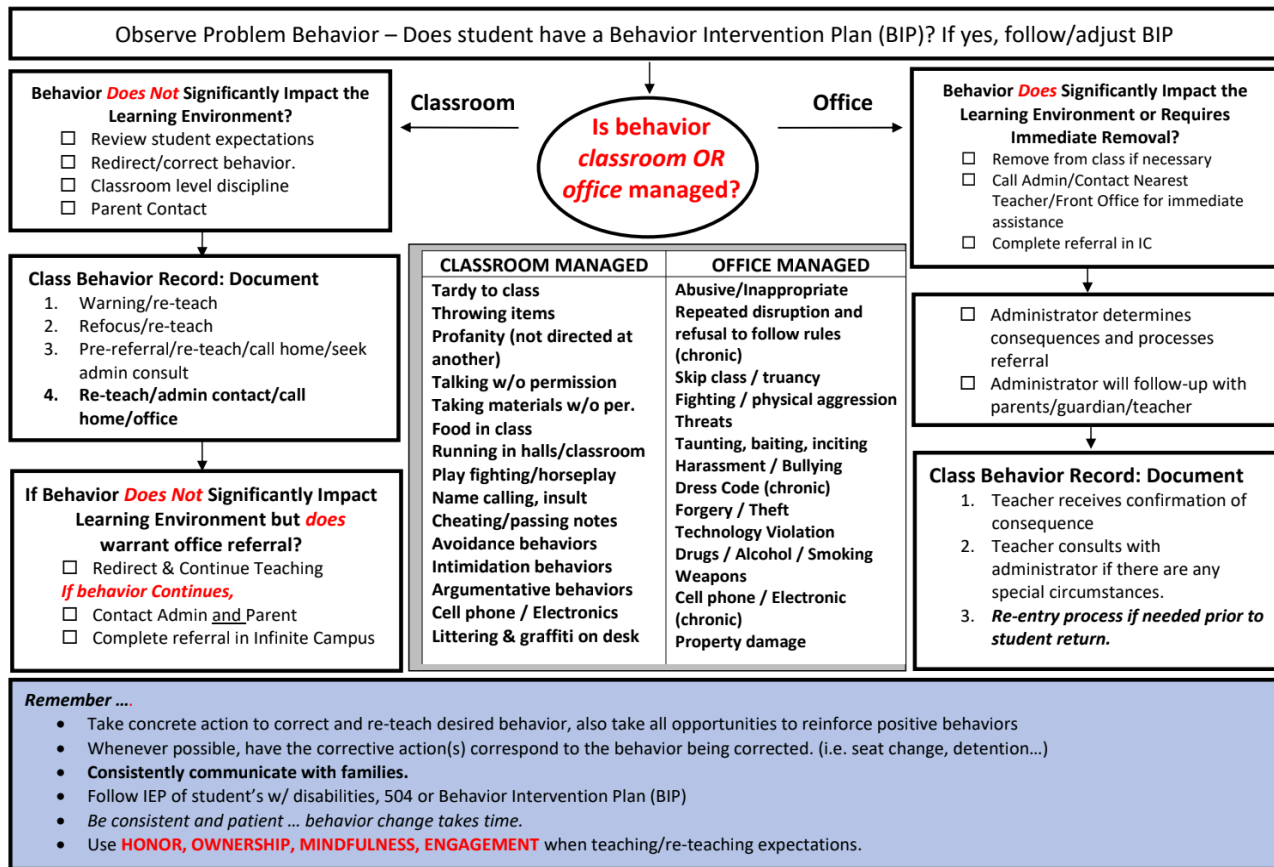 Observe Problem Behavior – Does student have a Behavior Intervention Plan (BIP)? If yes, follow/adjust BIP
Behavior Does Not Significantly Impact the
Learning Environment?
☐ Review student expectations
☐ Redirect/correct behavior.
☐ Classroom level discipline
☐ Parent Contact
Classroom
Is behavior
classroom OR
office managed?
Office
Behavior Does Significantly Impact the
Learning Environment or Requires
Immediate Removal?
☐ Remove from class if necessary
☐ Call Admin/Contact Nearest
Teacher/Front Office for immediate
assistance
☐ Complete referral in IC
Class Behavior Record: Document
1. Warning/re-teach
2. Refocus/re-teach
3. Pre-referral/re-teach/call home/seek
admin consult
4. Re-teach/admin contact/call
home/office
If Behavior Does Not Significantly Impact
Learning Environment but does
warrant office referral?
☐ Redirect & Continue Teaching
If behavior Continues,
☐ Contact Admin and Parent
☐ Complete referral in Infinite Campus
CLASSROOM MANAGED
Tardy to class
Throwing items
Profanity (not directed at
another)
Talking w/o permission
Taking materials w/o per.
Food in class
Running in halls/classroom
Play fighting/horseplay
Name calling, insult
Cheating/passing notes
Avoidance behaviors
Intimidation behaviors
Argumentative behaviors
Cell phone / Electronics
Littering & graffiti on desk
OFFICE MANAGED
Abusive/Inappropriate
Repeated disruption and
refusal to follow rules
(chronic)
Skip class / truancy
Fighting / physical aggression
Threats
Taunting, baiting, inciting
Harassment / Bullying
Dress Code (chronic)
Forgery / Theft
Technology Violation
Drugs / Alcohol / Smoking
Weapons
Cell phone / Electronic
(chronic)
Property damage
☐ Administrator determines
consequences and processes
referral
☐ Administrator will follow-up with
parents/guardian/teacher
Class Behavior Record: Document
1. Teacher receives confirmation of
consequence
2. Teacher consults with
administrator if there are any
special circumstances.
3. Re-entry process if needed prior to
student return.
Remember ….
• Take concrete action to correct and re-teach desired behavior, also take all opportunities to reinforce positive behaviors
• Whenever possible, have the corrective action(s) correspond to the behavior being corrected. (i.e. seat change, detention…)
• Consistently communicate with families.
• Follow IEP of student's w/ disabilities, 504 or Behavior Intervention Plan (BIP)
• Be consistent and patient … behavior change takes time.
• Use HONOR, OWNERSHIP, MINDFULNESS, ENGAGEMENT when teaching/re-teaching expectations.